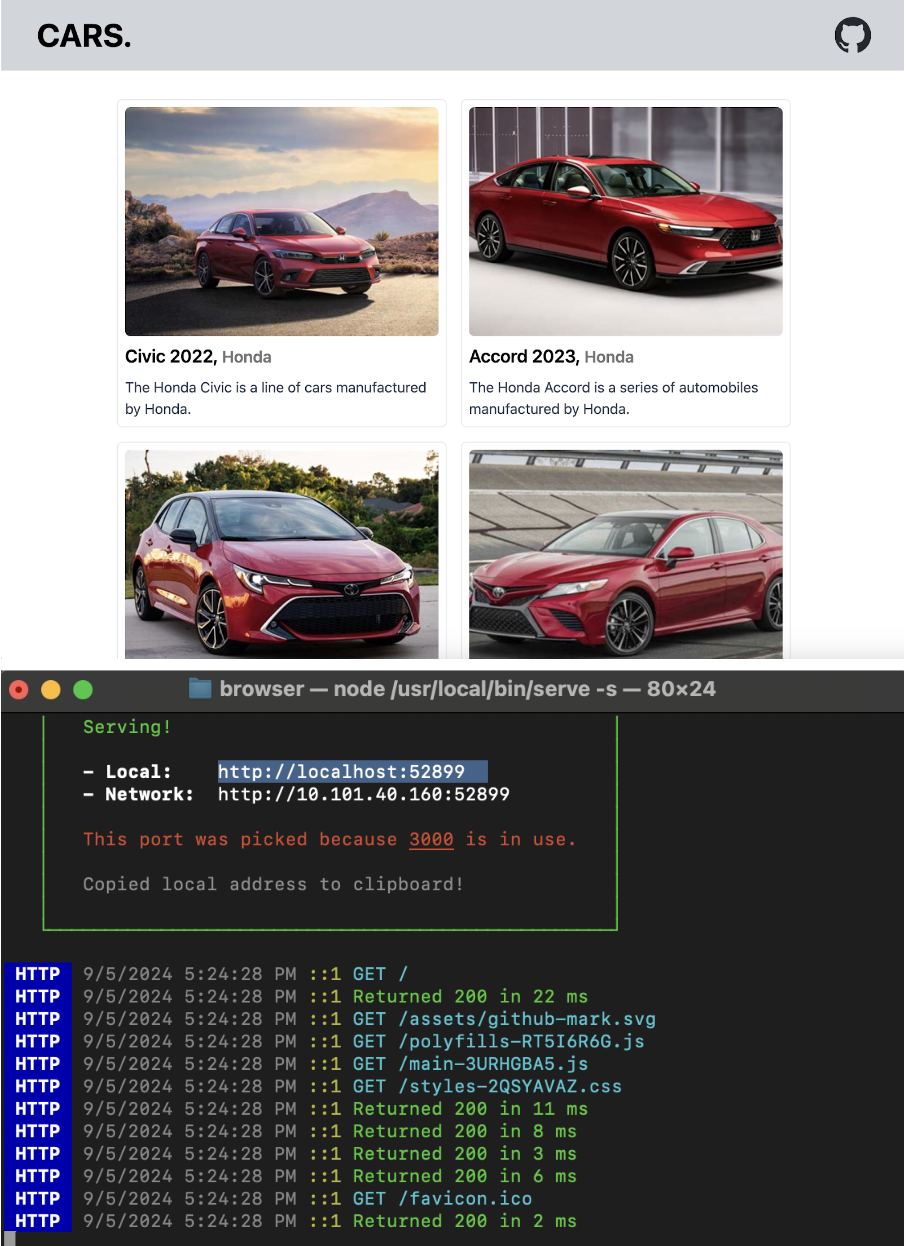 CARS.
Civic 2022, Honda
The Honda Civic is a line of cars manufactured
by Honda.
Accord 2023, Honda
The Honda Accord is a series of automobiles
manufactured by Honda.
browser — node /usr/local/bin/serve -s — 80×24
Serving!
– Local: http://localhost:52899
– Network: http://10.101.40.160:52899
This port was picked because 3000 is in use.
Copied local address to clipboard!
HTTP 9/5/2024 5:24:28 PM ::1 GET /
HTTP 9/5/2024 5:24:28 PM ::1 Returned 200 in 22 ms
HTTP 9/5/2024 5:24:28 PM ::1 GET /assets/github-mark.svg
HTTP 9/5/2024 5:24:28 PM ::1 GET /polyfills-RT5I6R6G.js
HTTP 9/5/2024 5:24:28 PM ::1 GET /main-3URHGBA5.js
HTTP 9/5/2024 5:24:28 PM ::1 GET /styles-2QSYAVAZ.css
HTTP 9/5/2024 5:24:28 PM ::1 Returned 200 in 11 ms
HTTP 9/5/2024 5:24:28 PM ::1 Returned 200 in 8 ms
HTTP 9/5/2024 5:24:28 PM ::1 Returned 200 in 3 ms
HTTP 9/5/2024 5:24:28 PM ::1 Returned 200 in 6 ms
HTTP 9/5/2024 5:24:28 PM ::1 GET /favicon.ico
HTTP 9/5/2024 5:24:28 PM ::1 Returned 200 in 2 ms